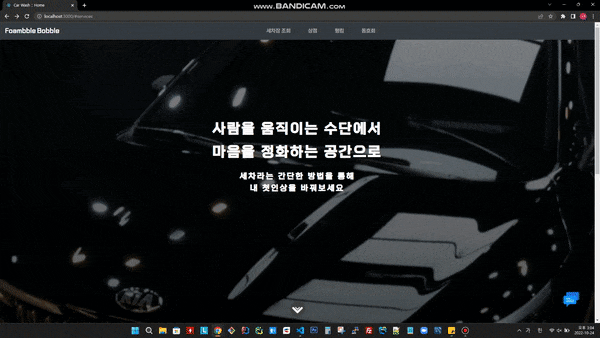 www.BANDICAM.com
Car Wash :: Home
localhost:3000/#services
Foambble Bobble
세차장 조회
상점
랭킹
동호회
사람을 움직이는 수단에서
마음을 정화하는 공간으로
세차라는 간단한 방법을 통해
내 첫인상을 바꿔보세요
KIA
오후 3:04
2022-10-24